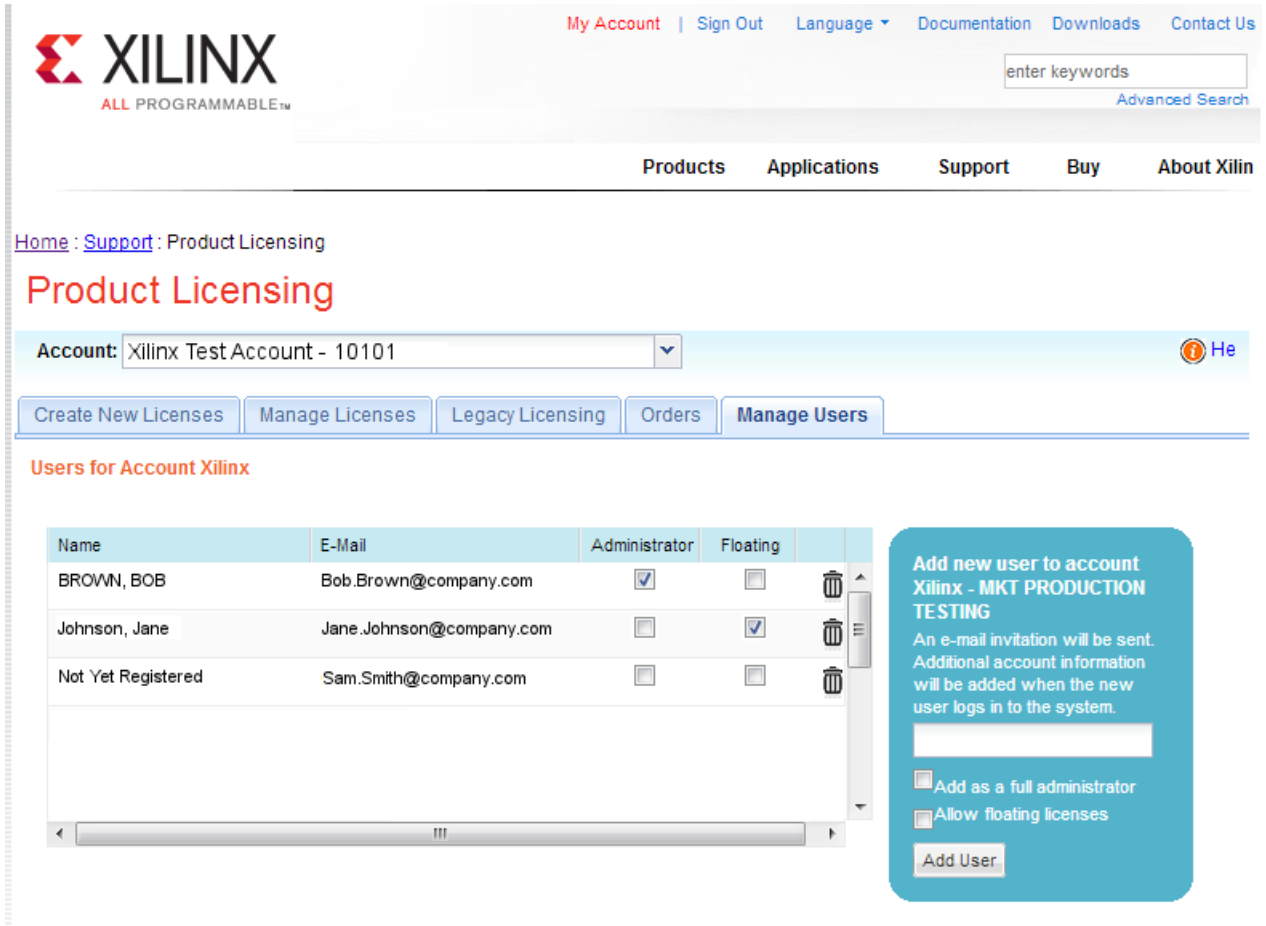 My Account | Sign Out Language Documentation Downloads Contact Us
XILINX
ALL PROGRAMMABLE™
enter keywords
Advanced Search
Products Applications Support Buy About Xilin
Home : Support : Product Licensing
Product Licensing
Account: Xilinx Test Account - 10101
He
Create New Licenses Manage Licenses Legacy Licensing Orders Manage Users
Users for Account Xilinx
Name E-Mail Administrator Floating
BROWN, BOB Bob.Brown@company.com
Johnson, Jane Jane.Johnson@company.com
Not Yet Registered Sam.Smith@company.com
Add new user to account
Xilinx - MKT PRODUCTION
TESTING
An e-mail invitation will be sent.
Additional account information
will be added when the new
user logs in to the system.
Add as a full administrator
Allow floating licenses
Add User